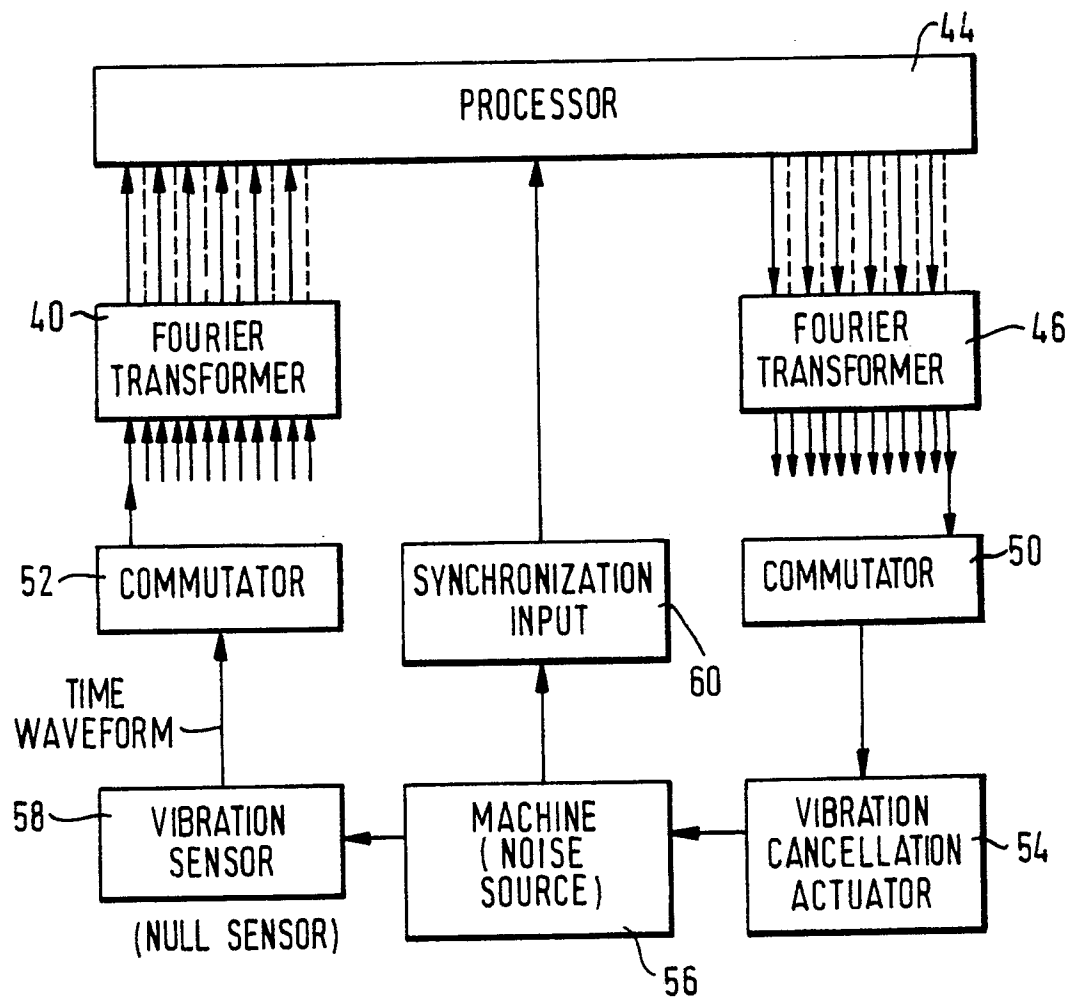 44
PROCESSOR
40
FOURIER
TRANSFORMER
FOURIER
TRANSFORMER
46
52
COMMUTATOR
SYNCHRONIZATION
INPUT
60
COMMUTATOR
50
TIME
WAVEFORM
58
VIBRATION
SENSOR
(NULL SENSOR)
MACHINE
(NOISE
SOURCE)
56
VIBRATION
CANCELLATION
ACTUATOR
54